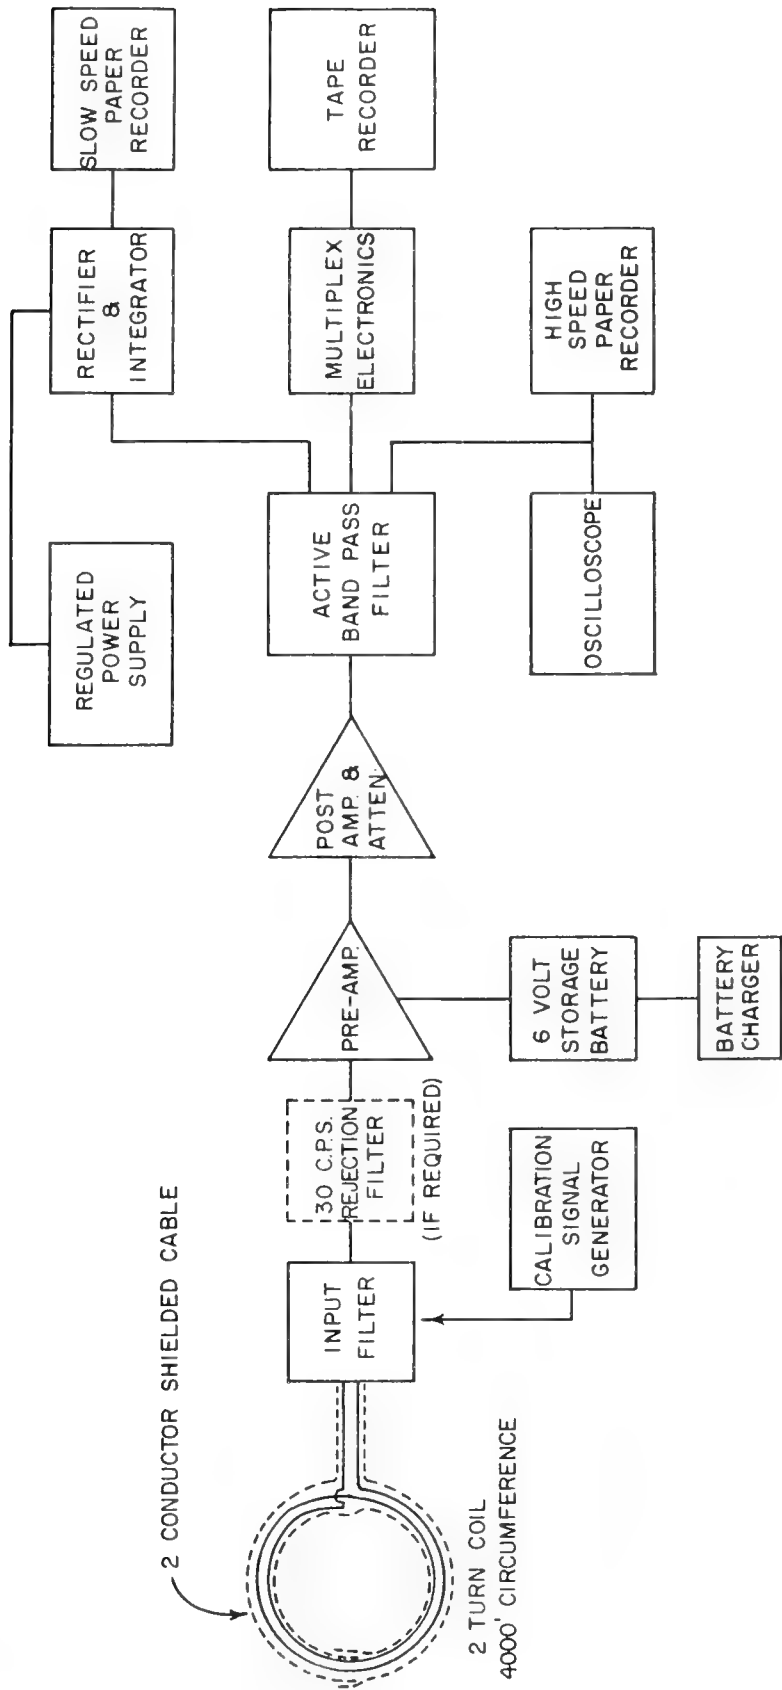 2 CONDUCTOR SHIELDED CABLE
2 TURN COIL
4000' CIRCUMFERENCE
INPUT
FILTER
CALIBRATION
SIGNAL
GENERATOR
30 C.P.S.
REJECTION
FILTER
(IF REQUIRED)
PRE-AMP.
6 VOLT
STORAGE
BATTERY
BATTERY
CHARGER
POST
AMP. &
ATTEN.
ACTIVE
BAND PASS
FILTER
REGULATED
POWER
SUPPLY
RECTIFIER
&
INTEGRATOR
SLOW SPEED
PAPER
RECORDER
MULTIPLEX
ELECTRONICS
TAPE
RECORDER
OSCILLOSCOPE
HIGH
SPEED
PAPER
RECORDER